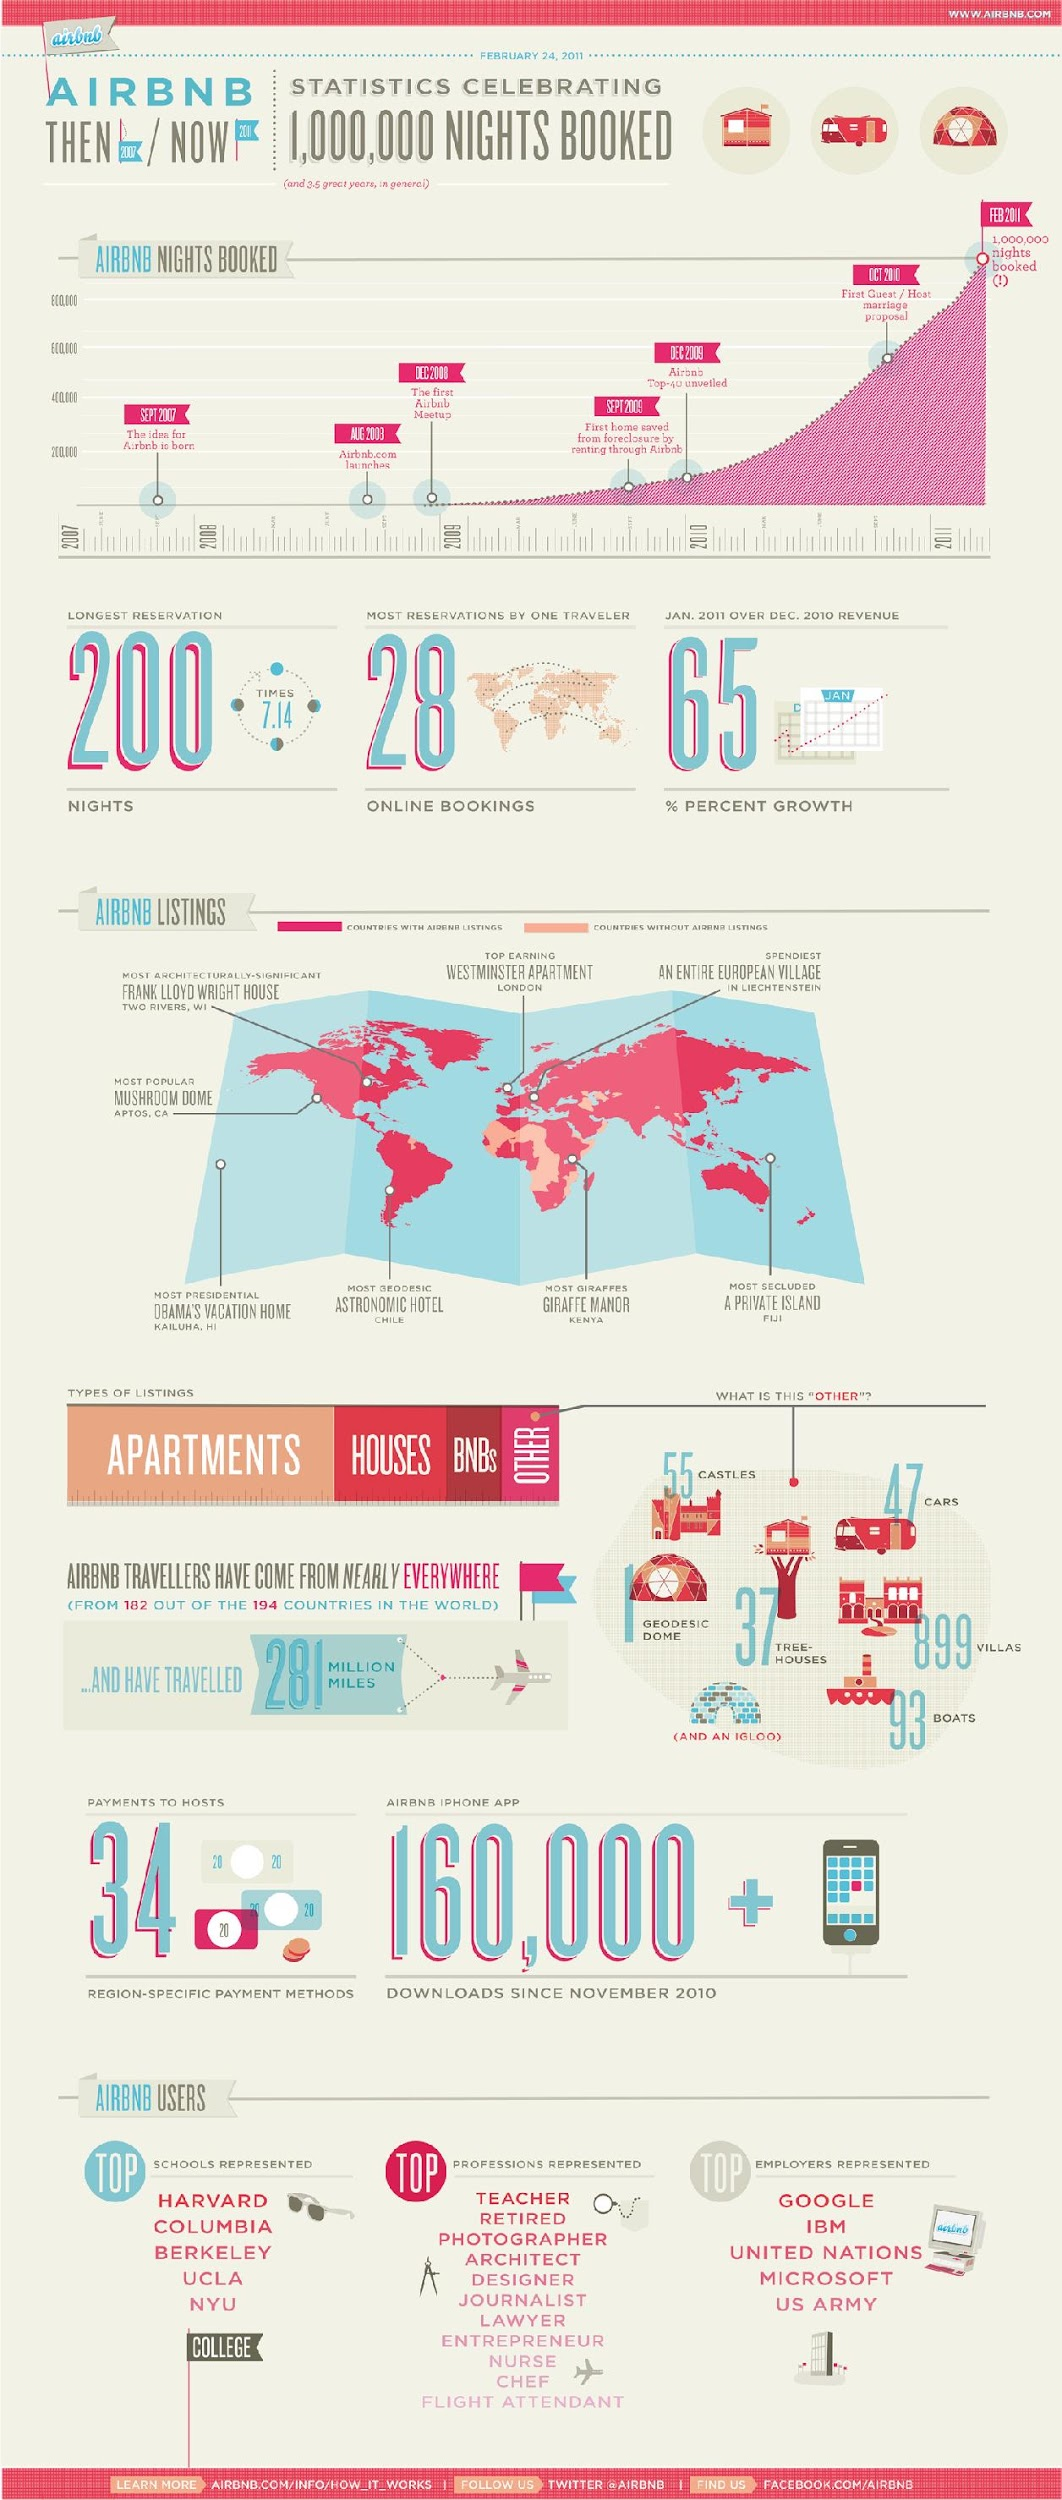 WWW.AIRBNB.COM
airbnb
FEBRUARY 24, 2011
AIRBNB
THEN 2007 / NOW 2011
STATISTICS CELEBRATING
1,000,000 NIGHTS BOOKED
(and 3.5 great years, in general)
AIRBNB NIGHTS BOOKED
FEB 2011
1,000,000
nights
booked
(!)
OCT 2010
First Guest / Host
marriage
proposal
DEC 2009
Airbnb
Top-40 unveiled
DEC 2008
The first
Airbnb
Meetup
SEPT 2009
First home saved
from foreclosure by
renting through Airbnb
SEPT 2007
The idea for
Airbnb is born
Airbnb.com
launches
800,000
600,000
400,000
200,000
2007
2008
2009
2010
2011
LONGEST RESERVATION
200
TIMES
7.14
NIGHTS
MOST RESERVATIONS BY ONE TRAVELER
28
ONLINE BOOKINGS
JAN. 2011 OVER DEC. 2010 REVENUE
65
D
JAN
% PERCENT GROWTH
AIRBNB LISTINGS
COUNTRIES WITH AIRBNB LISTINGS
COUNTRIES WITHOUT AIRBNB LISTINGS
MOST ARCHITECTURALLY-SIGNIFICANT
FRANK LLOYD WRIGHT HOUSE
TWO RIVERS, WI
TOP EARNING
WESTMINSTER APARTMENT
LONDON
SPENDIEST
AN ENTIRE EUROPEAN VILLAGE
IN LIECHTENSTEIN
MOST POPULAR
MUSHROOM DOME
APTOS, CA
MOST PRESIDENTIAL
OBAMA'S VACATION HOME
KAILUHA, HI
MOST GEODESIC
ASTRONOMIC HOTEL
CHILE
MOST GIRAFFES
GIRAFFE MANOR
KENYA
MOST SECLUDED
A PRIVATE ISLAND
FIJI
TYPES OF LISTINGS
APARTMENTS
HOUSES
BNBs
OTHER
WHAT IS THIS "OTHER"?
55 CASTLES
47 CARS
1 GEODESIC
DOME
37 TREE-
HOUSES
899 VILLAS
93 BOATS
(AND AN IGLOO)
AIRBNB TRAVELLERS HAVE COME FROM NEARLY EVERYWHERE
(FROM 182 OUT OF THE 194 COUNTRIES IN THE WORLD)
...AND HAVE TRAVELLED
281 MILLION
MILES
PAYMENTS TO HOSTS
34
20 20
20 20
20
REGION-SPECIFIC PAYMENT METHODS
AIRBNB IPHONE APP
160,000 +
DOWNLOADS SINCE NOVEMBER 2010
AIRBNB USERS
TOP SCHOOLS REPRESENTED
HARVARD
COLUMBIA
BERKELEY
UCLA
NYU
COLLEGE
TOP PROFESSIONS REPRESENTED
TEACHER
RETIRED
PHOTOGRAPHER
ARCHITECT
DESIGNER
JOURNALIST
LAWYER
ENTREPRENEUR
NURSE
CHEF
FLIGHT ATTENDANT
TOP EMPLOYERS REPRESENTED
GOOGLE
IBM
UNITED NATIONS
MICROSOFT
US ARMY
airbnb
LEARN MORE AIRBNB.COM/INFO/HOW_IT_WORKS | FOLLOW US TWITTER @AIRBNB | FIND US FACEBOOK.COM/AIRBNB